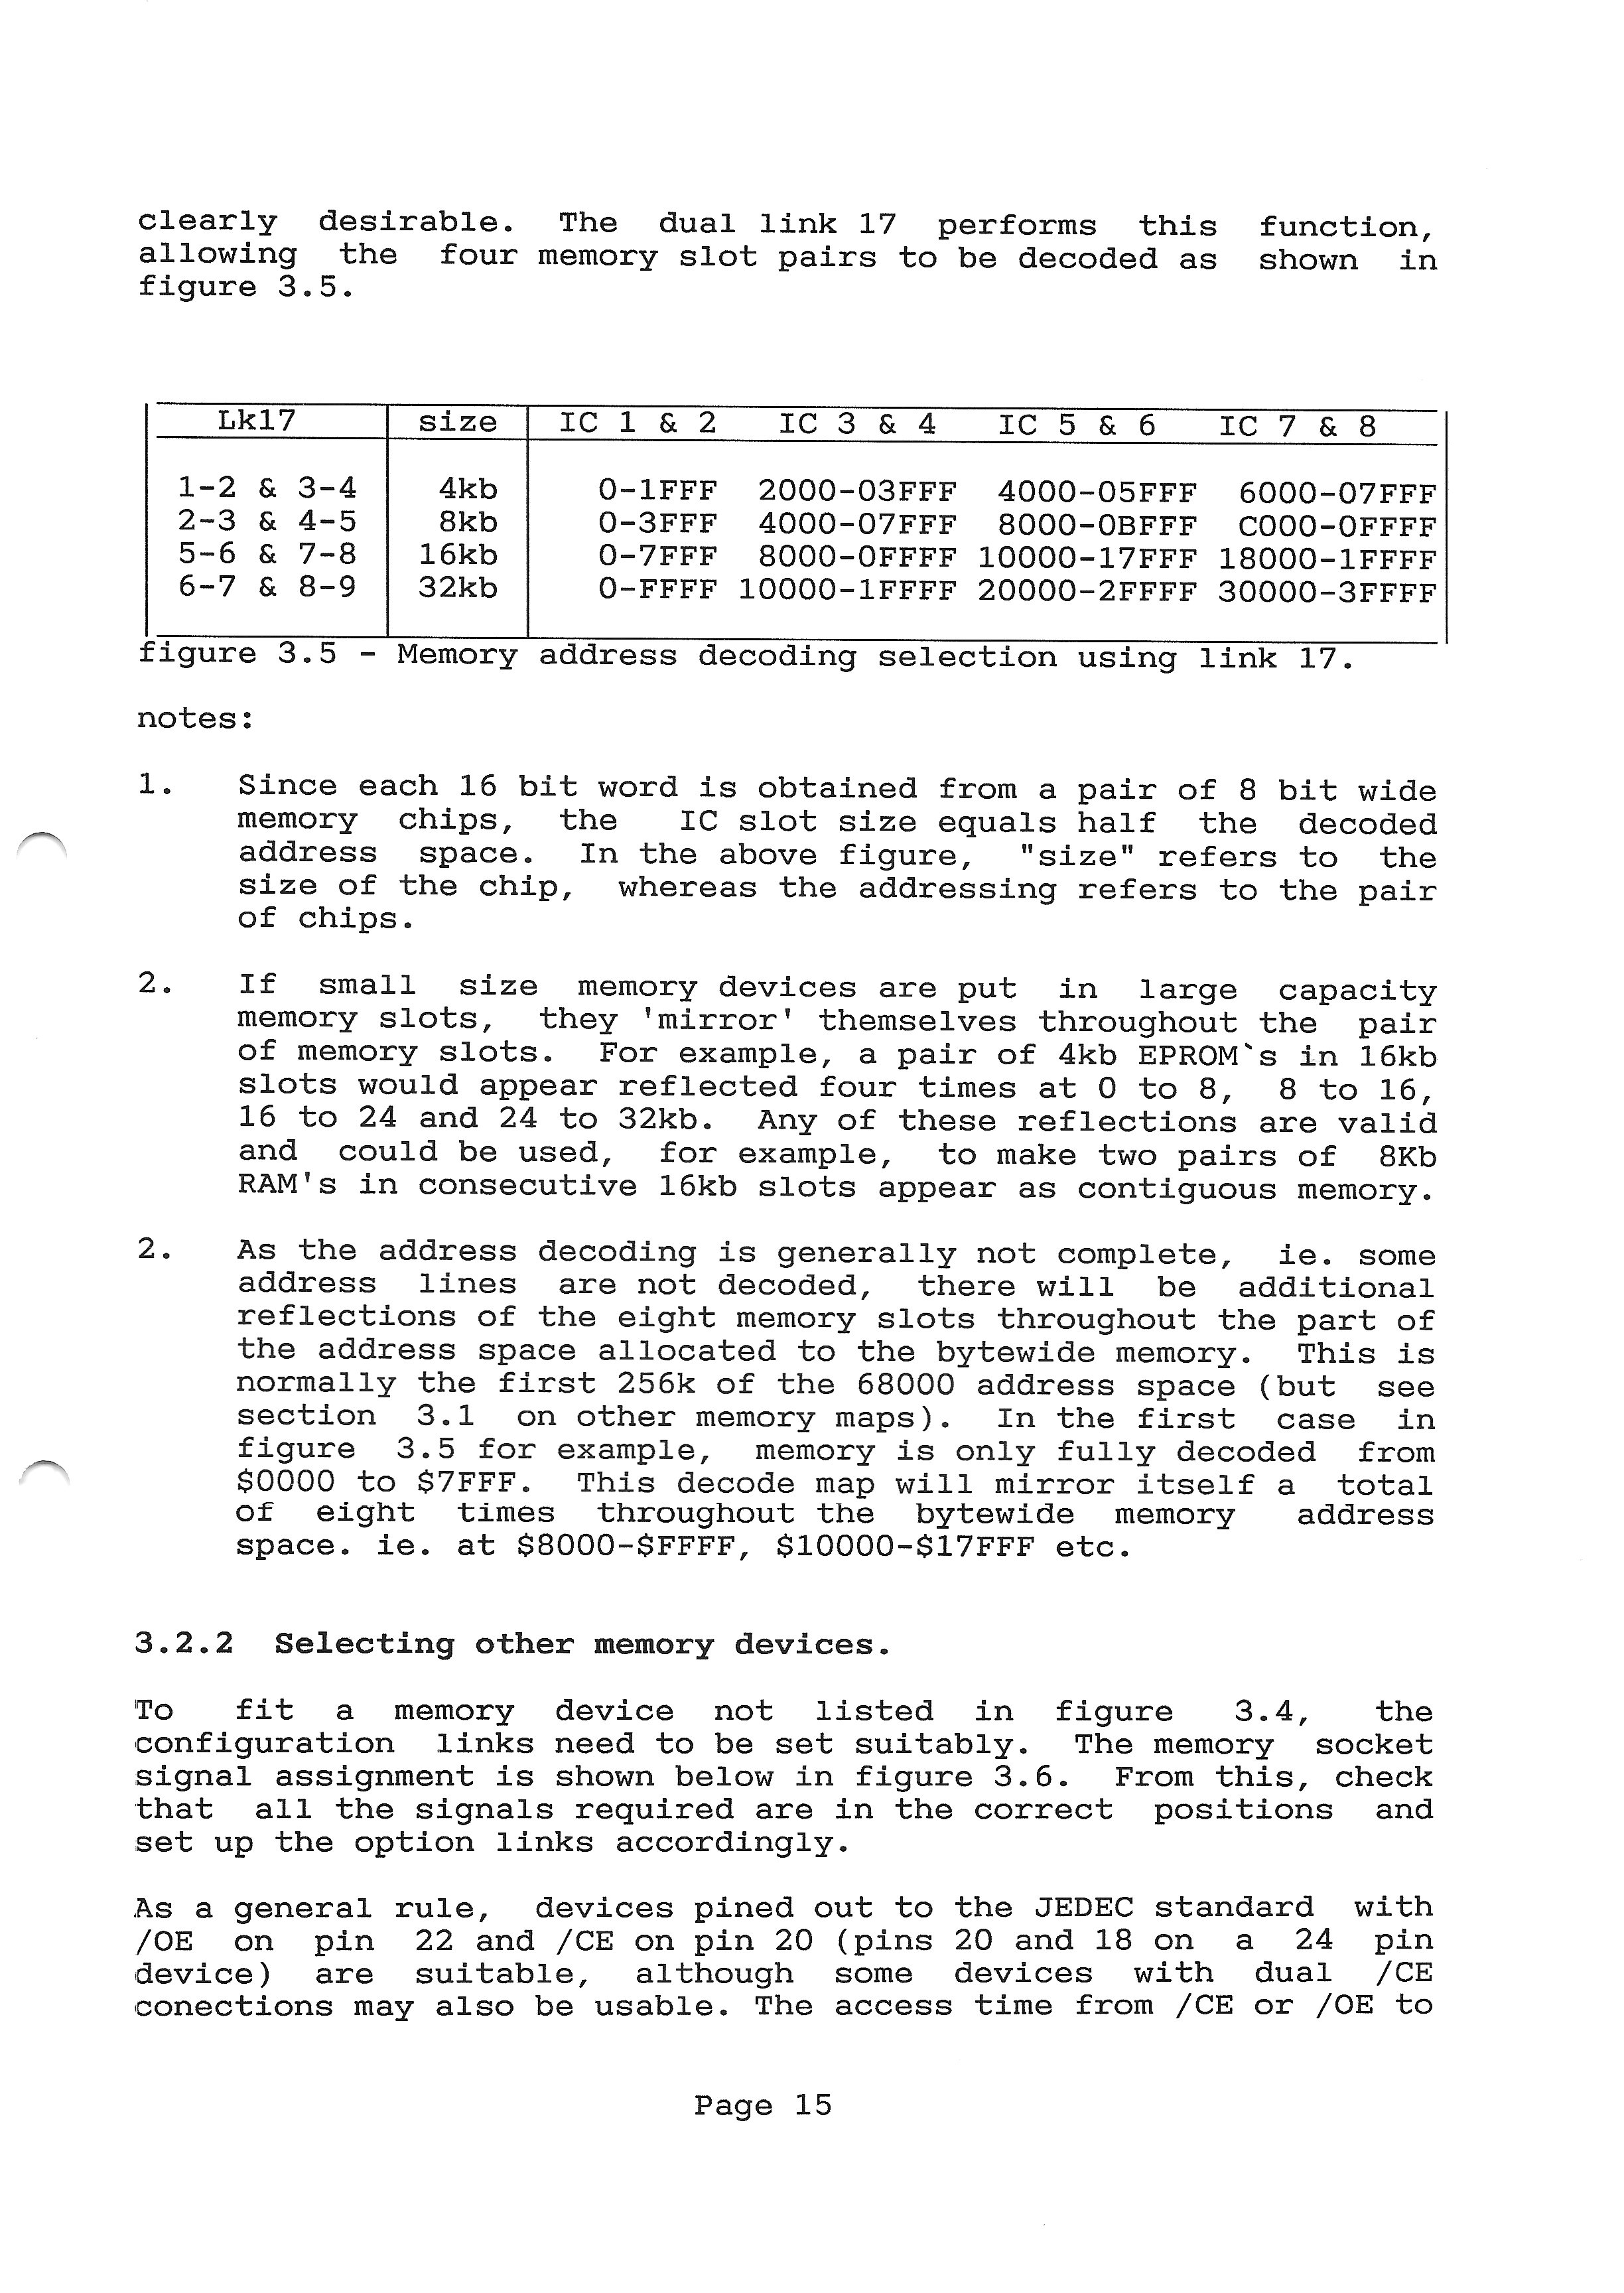 clearly desirable. The dual link 17 performs this function,
allowing the four memory slot pairs to be decoded as shown in
figure 3.5.
Lk17 size IC 1 & 2 IC 3 & 4 IC 5 & 6 IC 7 & 8
1-2 & 3-4 4kb 0-1FFF 2000-03FFF 4000-05FFF 6000-07FFF
2-3 & 4-5 8kb 0-3FFF 4000-07FFF 8000-0BFFF C000-0FFFF
5-6 & 7-8 16kb 0-7FFF 8000-0FFFF 10000-17FFF 18000-1FFFF
6-7 & 8-9 32kb 0-FFFF 10000-1FFFF 20000-2FFFF 30000-3FFFF
figure 3.5 - Memory address decoding selection using link 17.
notes:
1. Since each 16 bit word is obtained from a pair of 8 bit wide
memory chips, the IC slot size equals half the decoded
address space. In the above figure, "size" refers to the
size of the chip, whereas the addressing refers to the pair
of chips.
2. If small size memory devices are put in large capacity
memory slots, they 'mirror' themselves throughout the pair
of memory slots. For example, a pair of 4kb EPROM`s in 16kb
slots would appear reflected four times at 0 to 8, 8 to 16,
16 to 24 and 24 to 32kb. Any of these reflections are valid
and could be used, for example, to make two pairs of 8Kb
RAM's in consecutive 16kb slots appear as contiguous memory.
2. As the address decoding is generally not complete, ie. some
address lines are not decoded, there will be additional
reflections of the eight memory slots throughout the part of
the address space allocated to the bytewide memory. This is
normally the first 256k of the 68000 address space (but see
section 3.1 on other memory maps). In the first case in
figure 3.5 for example, memory is only fully decoded from
$0000 to $7FFF. This decode map will mirror itself a total
of eight times throughout the bytewide memory address
space. ie. at $8000-$FFFF, $10000-$17FFF etc.
3.2.2 Selecting other memory devices.
To fit a memory device not listed in figure 3.4, the
configuration links need to be set suitably. The memory socket
signal assignment is shown below in figure 3.6. From this, check
that all the signals required are in the correct positions and
set up the option links accordingly.
As a general rule, devices pined out to the JEDEC standard with
/OE on pin 22 and /CE on pin 20 (pins 20 and 18 on a 24 pin
device) are suitable, although some devices with dual /CE
conections may also be usable. The access time from /CE or /OE to
Page 15